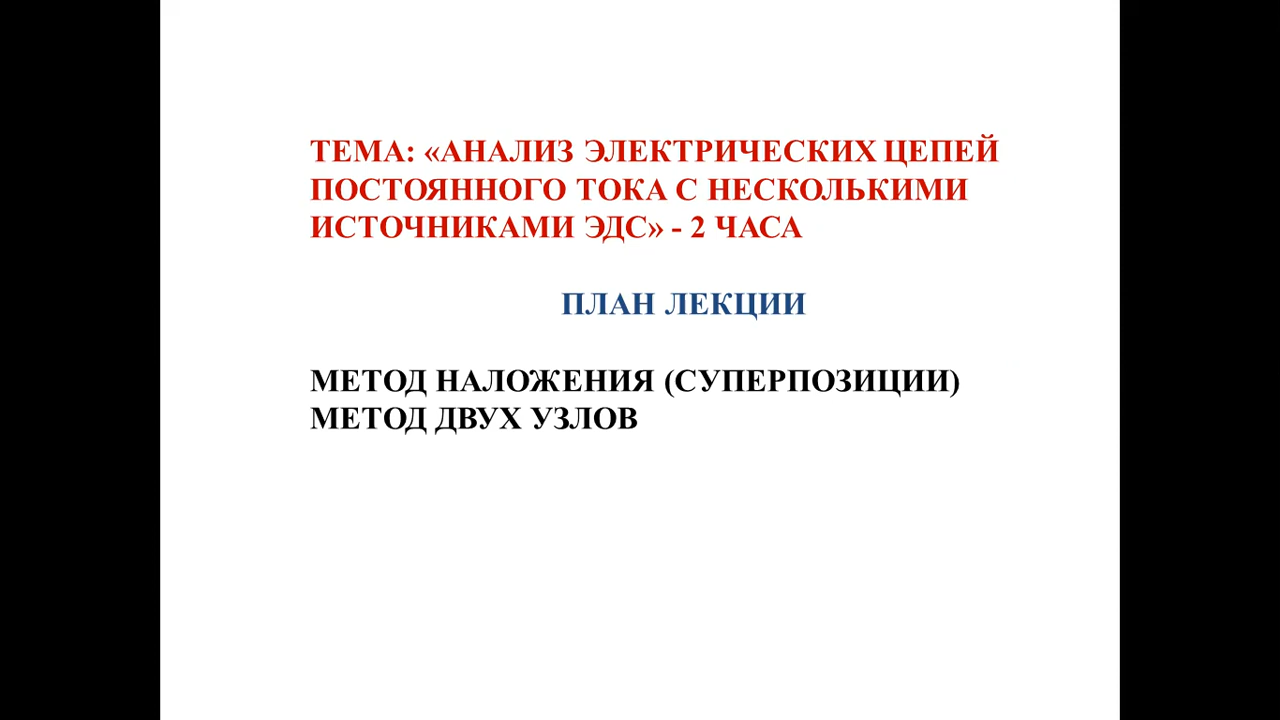 ТЕМА: «АНАЛИЗ ЭЛЕКТРИЧЕСКИХ ЦЕПЕЙ
ПОСТОЯННОГО ТОКА С НЕСКОЛЬКИМИ
ИСТОЧНИКАМИ ЭДС» - 2 ЧАСА
ПЛАН ЛЕКЦИИ
МЕТОД НАЛОЖЕНИЯ (СУПЕРПОЗИЦИИ)
МЕТОД ДВУХ УЗЛОВ